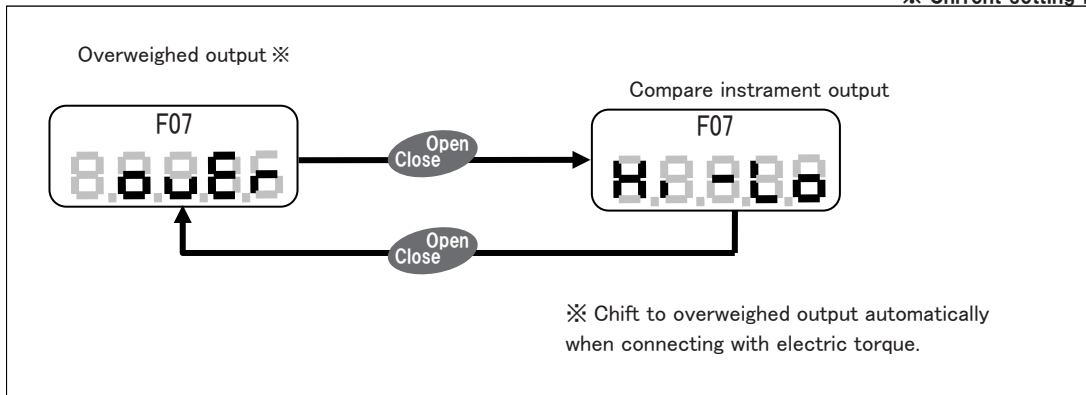 ※ Chirrent setting
Overweighed output ※
Compare instrament output
F07
F07
ouEr
Open
Close
Hi-Lo
Open
Close
※ Chift to overweighed output automatically
when connecting with electric torque.